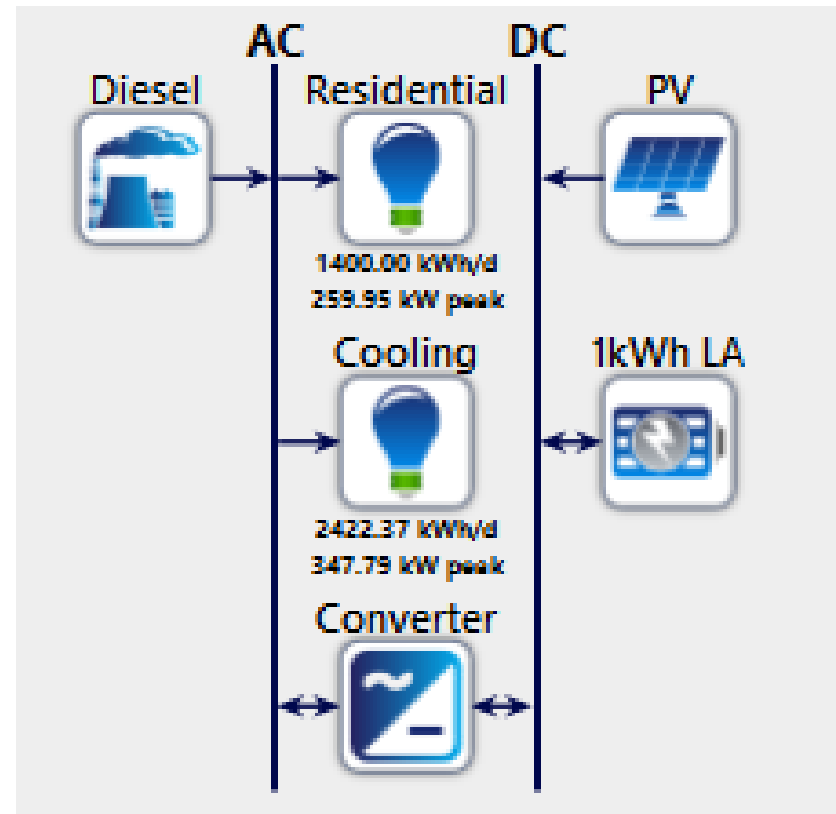 AC DC
Diesel Residential PV
1400.00 kWh/d
259.95 kW peak
Cooling 1kWh LA
2422.37 kWh/d
347.79 kW peak
Converter